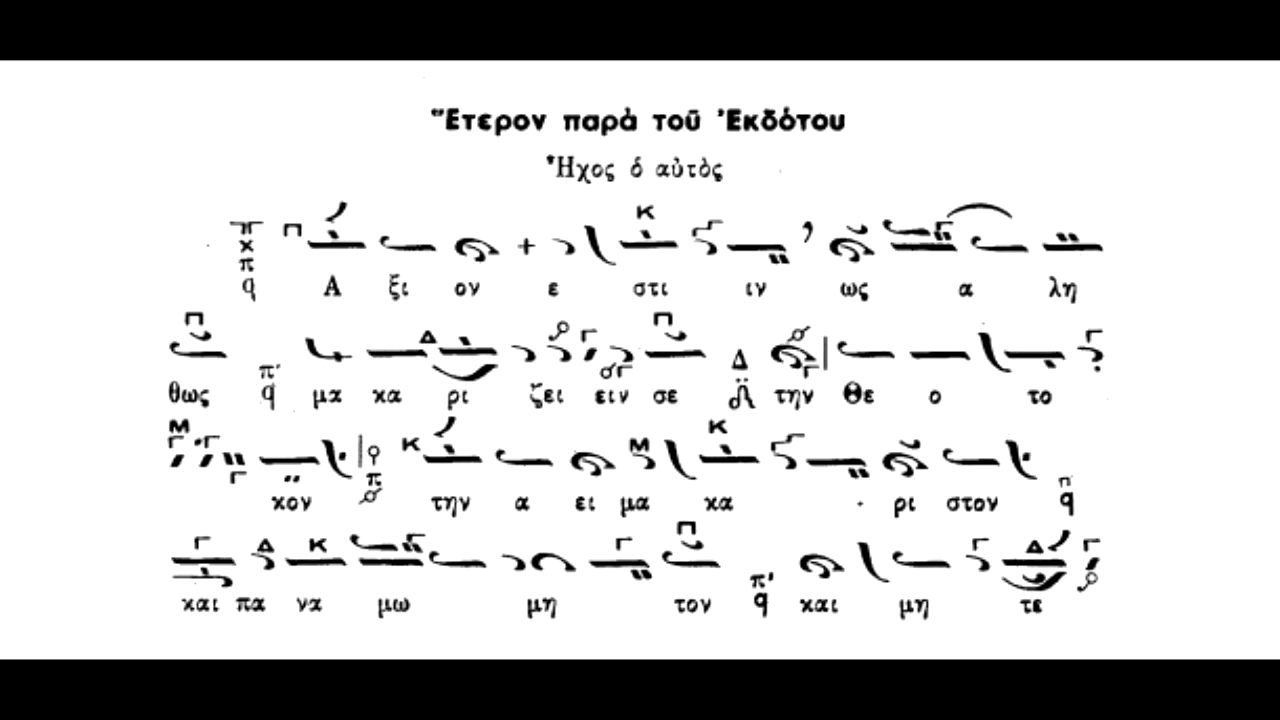 Ἕτερον παρὰ τοῦ Ἐκδότου
Ἦχος ὁ αὐτὸς
Α ξι ον ε στι ιν ως α λη
θως μα κα ρι ζει ειν σε την Θε ο το
κον την α ει μα κα ρι στον
και πα να μω μη τον και μη τε